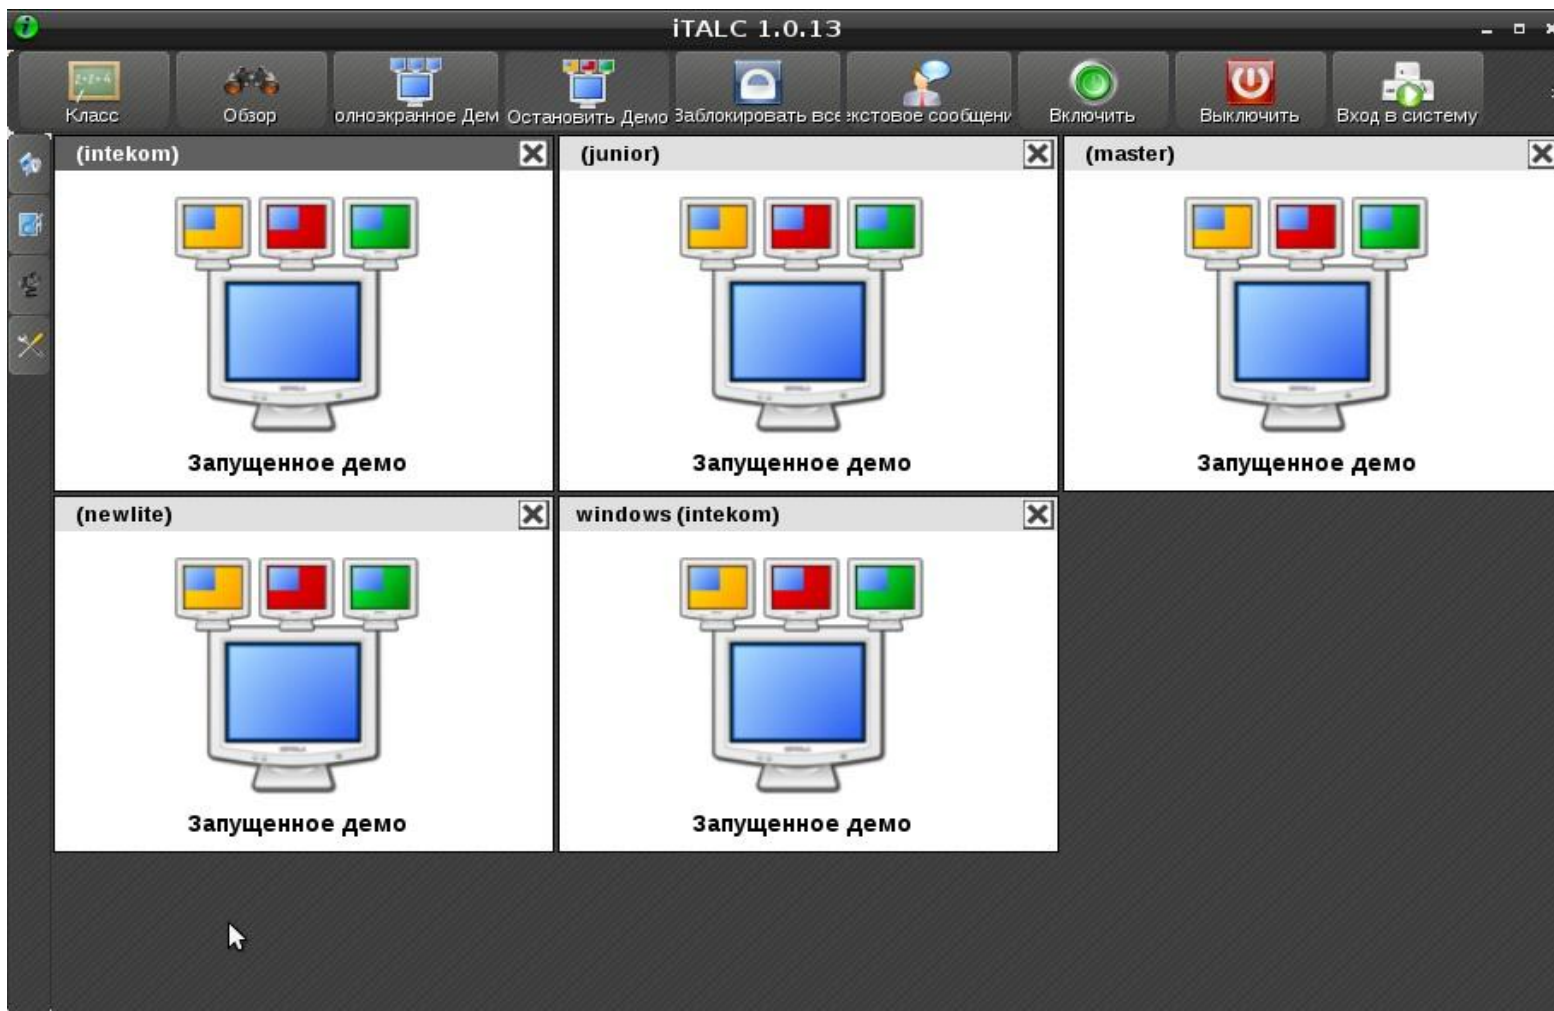 iTALC 1.0.13
Класс
Обзор
олноэкранное Дем
Остановить Демо
Заблокировать все
екстовое сообщени
Включить
Выключить
Вход в систему
(intekom)
(junior)
(master)
Запущенное демо
Запущенное демо
Запущенное демо
(newlite)
windows (intekom)
Запущенное демо
Запущенное демо